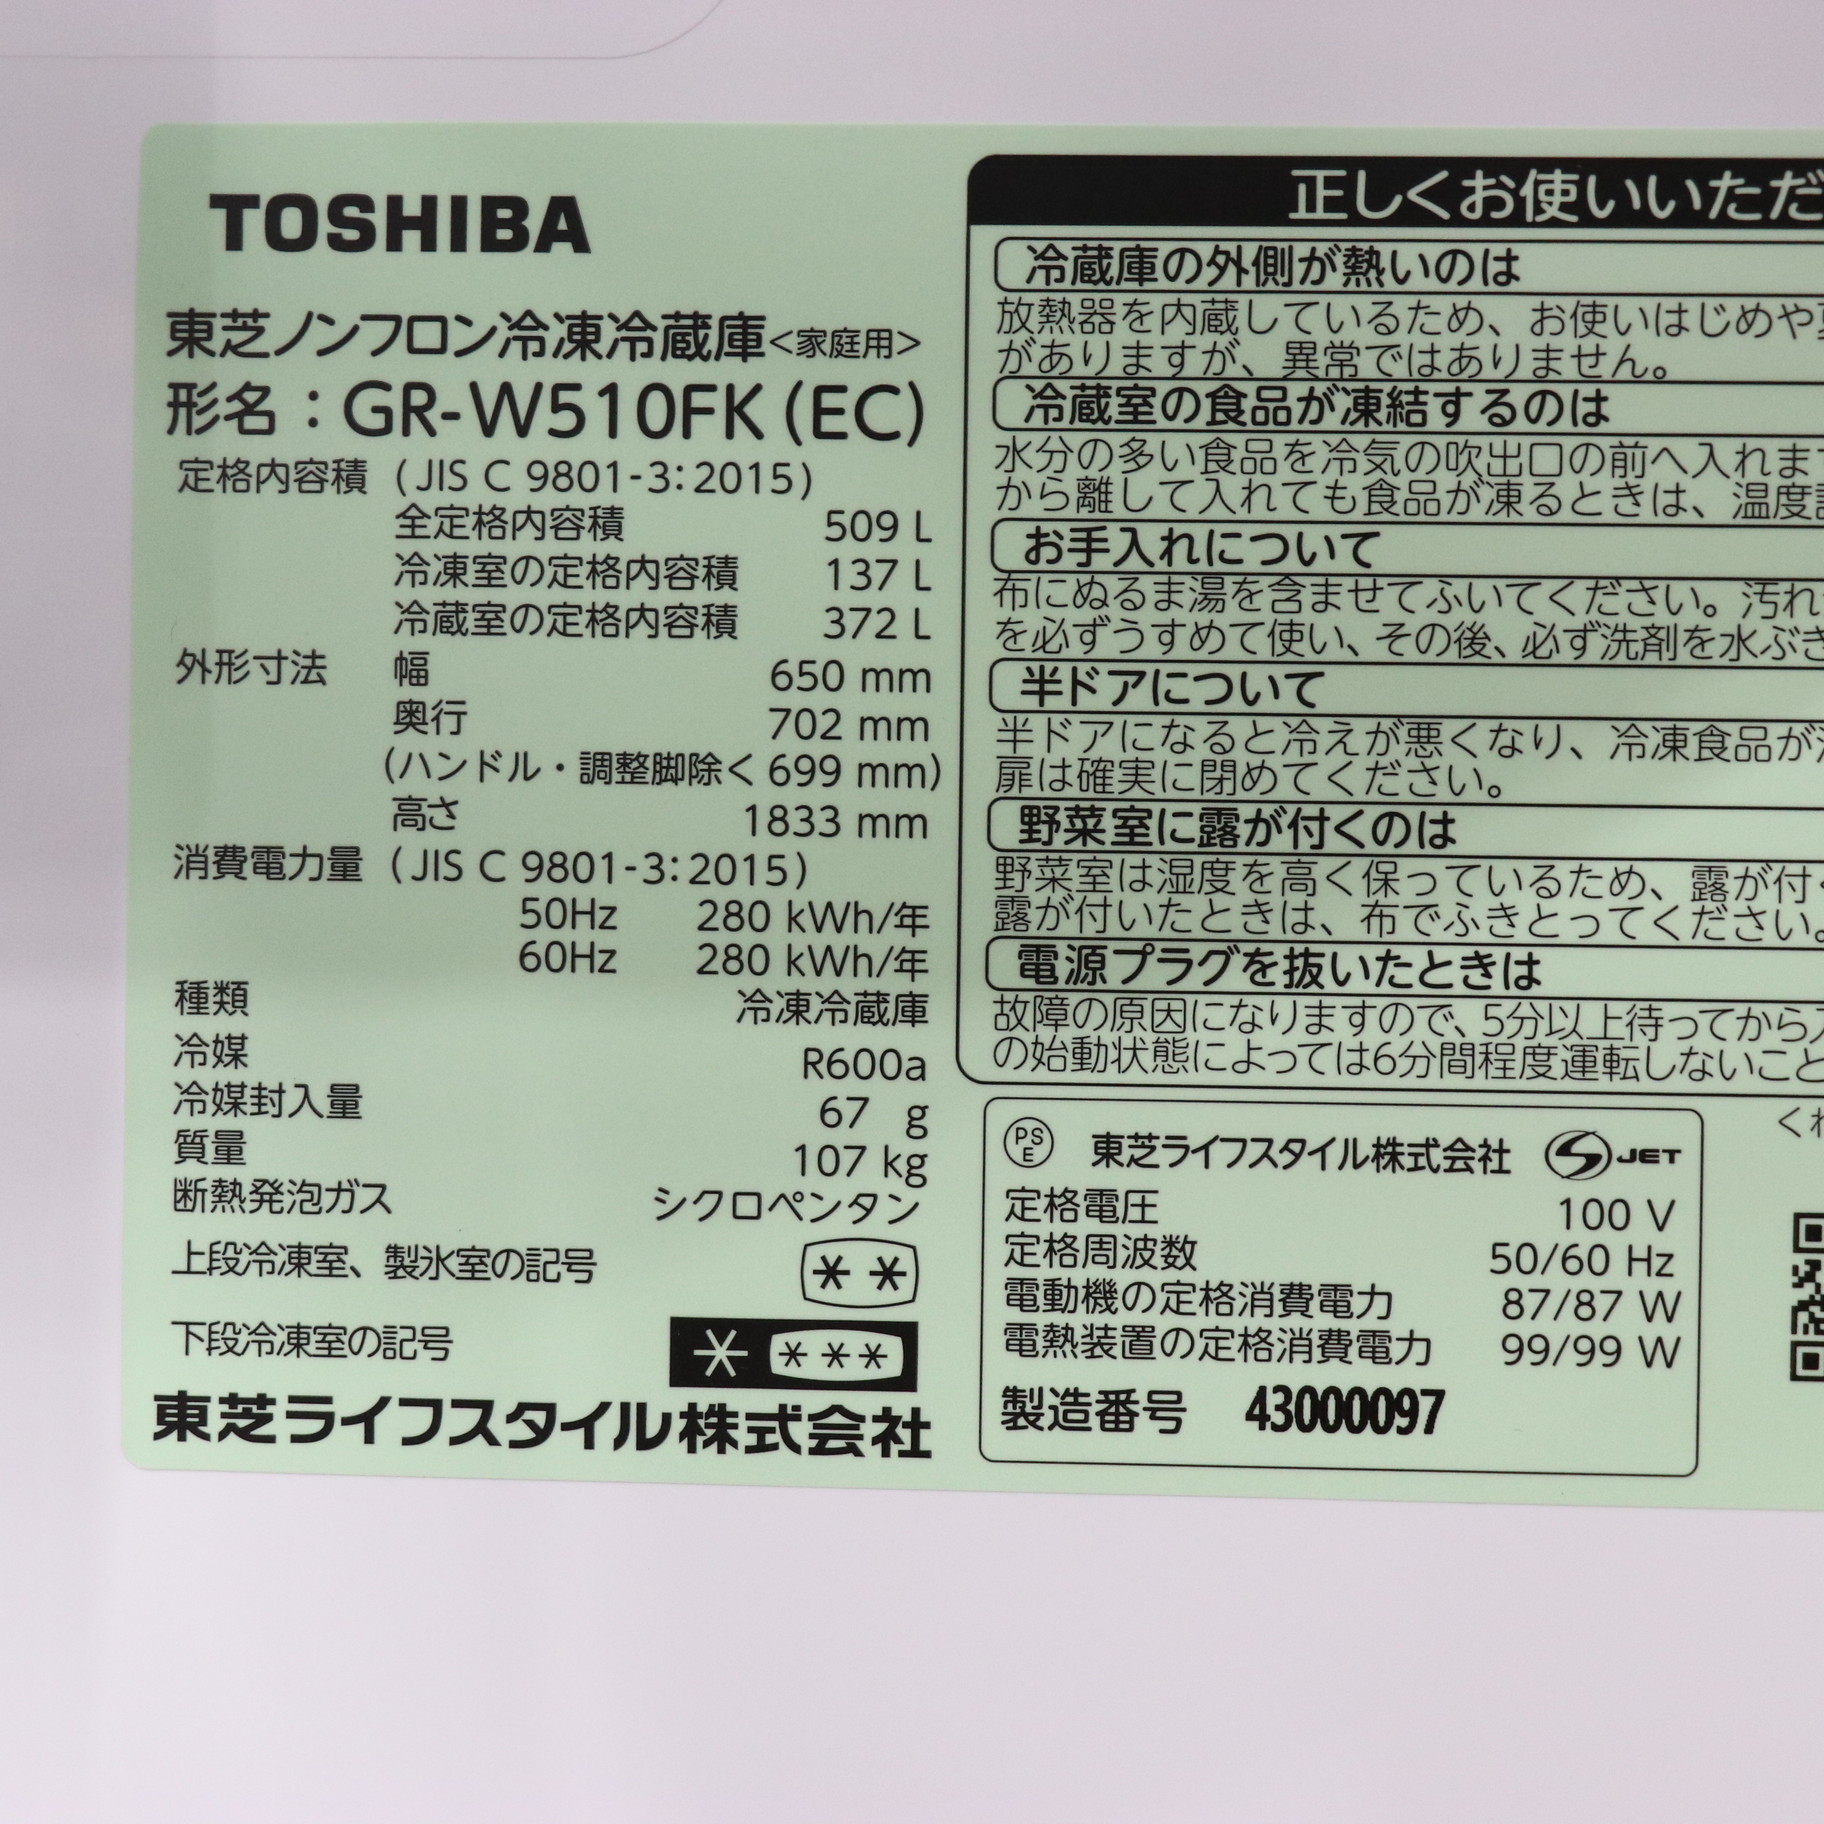 TOSHIBA
東芝ノンフロン冷凍冷蔵庫<家庭用>
形名：GR-W510FK(EC)
定格内容積 (JIS C 9801-3:2015)
全定格内容積 509 L
冷凍室の定格内容積 137 L
冷蔵室の定格内容積 372 L
外形寸法 幅 650 mm
奥行 702 mm
(ハンドル・調整脚除く699 mm)
高さ 1833 mm
消費電力量 (JIS C 9801-3:2015)
50Hz 280 kWh/年
60Hz 280 kWh/年
種類 冷凍冷蔵庫
冷媒 R600a
冷媒封入量 67 g
質量 107 kg
断熱発泡ガス シクロペンタン
上段冷凍室、製氷室の記号 **
下段冷凍室の記号 * ***
東芝ライフスタイル株式会社
正しくお使いいただ
冷蔵庫の外側が熱いのは
放熱器を内蔵しているため、お使いはじめや
がありますが、異常ではありません。
冷蔵室の食品が凍結するのは
水分の多い食品を冷気の吹出口の前へ入れま
から離して入れても食品が凍るときは、温度
お手入れについて
布にぬるま湯を含ませてふいてください。汚れ
を必ずうすめて使い、その後、必ず洗剤を水ぶき
半ドアについて
半ドアになると冷えが悪くなり、冷凍食品が
扉は確実に閉めてください。
野菜室に露が付くのは
野菜室は湿度を高く保っているため、露が付く
露が付いたときは、布でふきとってください。
電源プラグを抜いたときは
故障の原因になりますので、5分以上待ってから
の始動状態によっては6分間程度運転しないこと
PSE 東芝ライフスタイル株式会社 S JET
定格電圧 100 V
定格周波数 50/60 Hz
電動機の定格消費電力 87/87 W
電熱装置の定格消費電力 99/99 W
製造番号 43000097